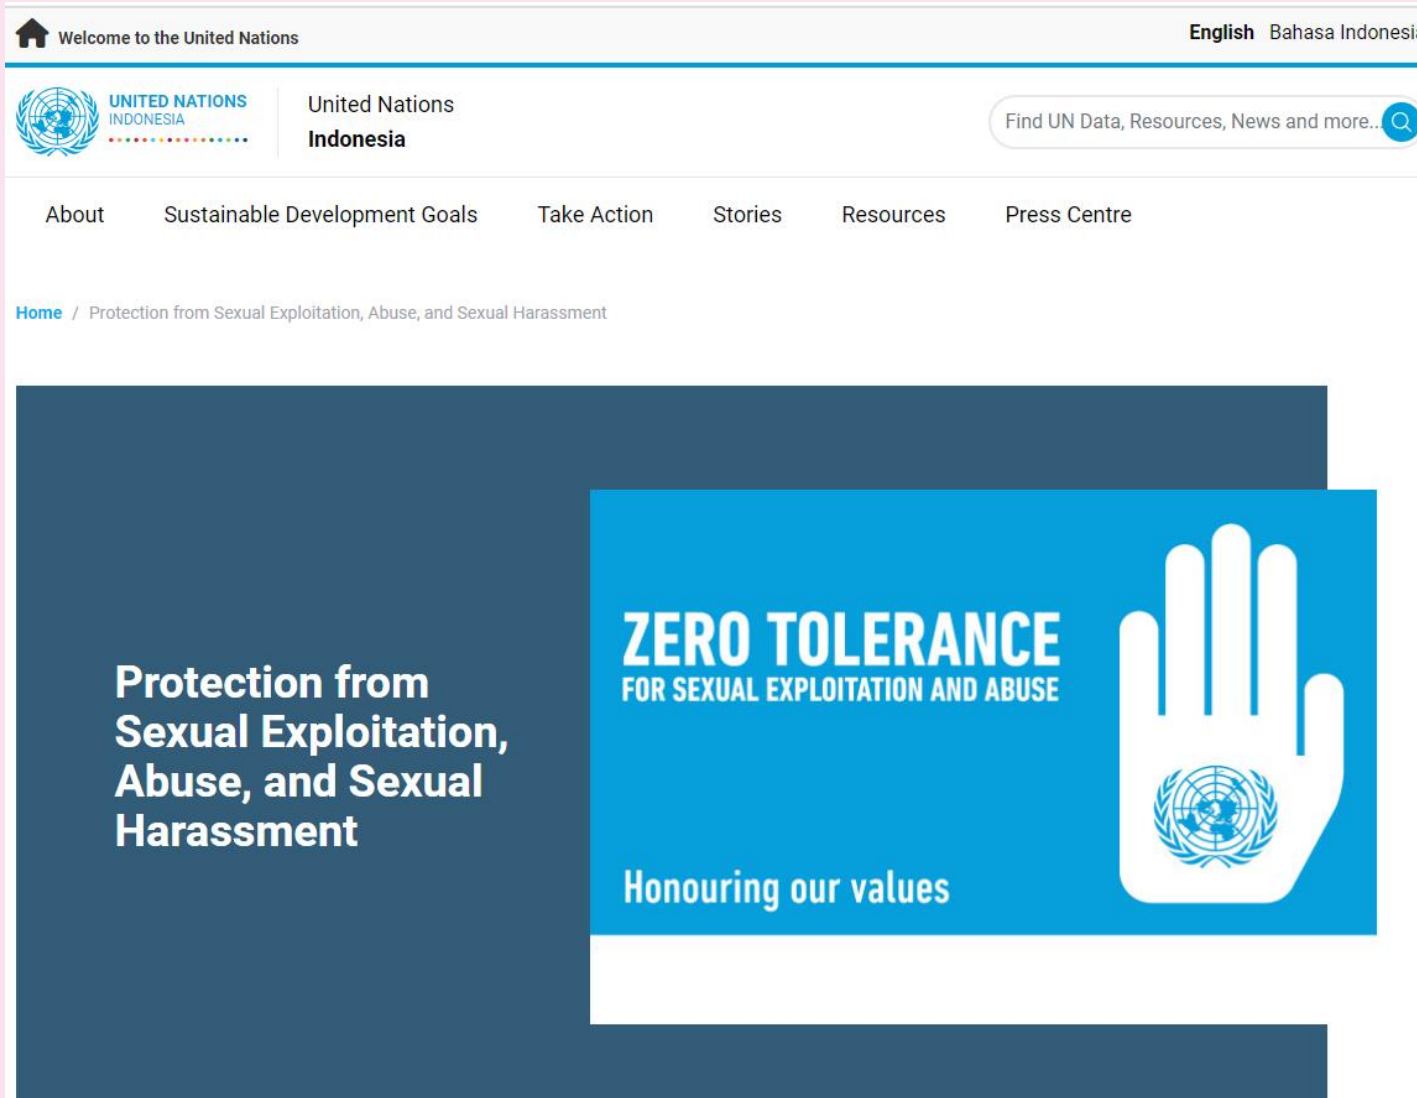 Welcome to the United Nations
English Bahasa Indonesia
UNITED NATIONS
INDONESIA
United Nations
Indonesia
Find UN Data, Resources, News and more...
About Sustainable Development Goals Take Action Stories Resources Press Centre
Home / Protection from Sexual Exploitation, Abuse, and Sexual Harassment
Protection from
Sexual Exploitation,
Abuse, and Sexual
Harassment
ZERO TOLERANCE
FOR SEXUAL EXPLOITATION AND ABUSE
Honouring our values